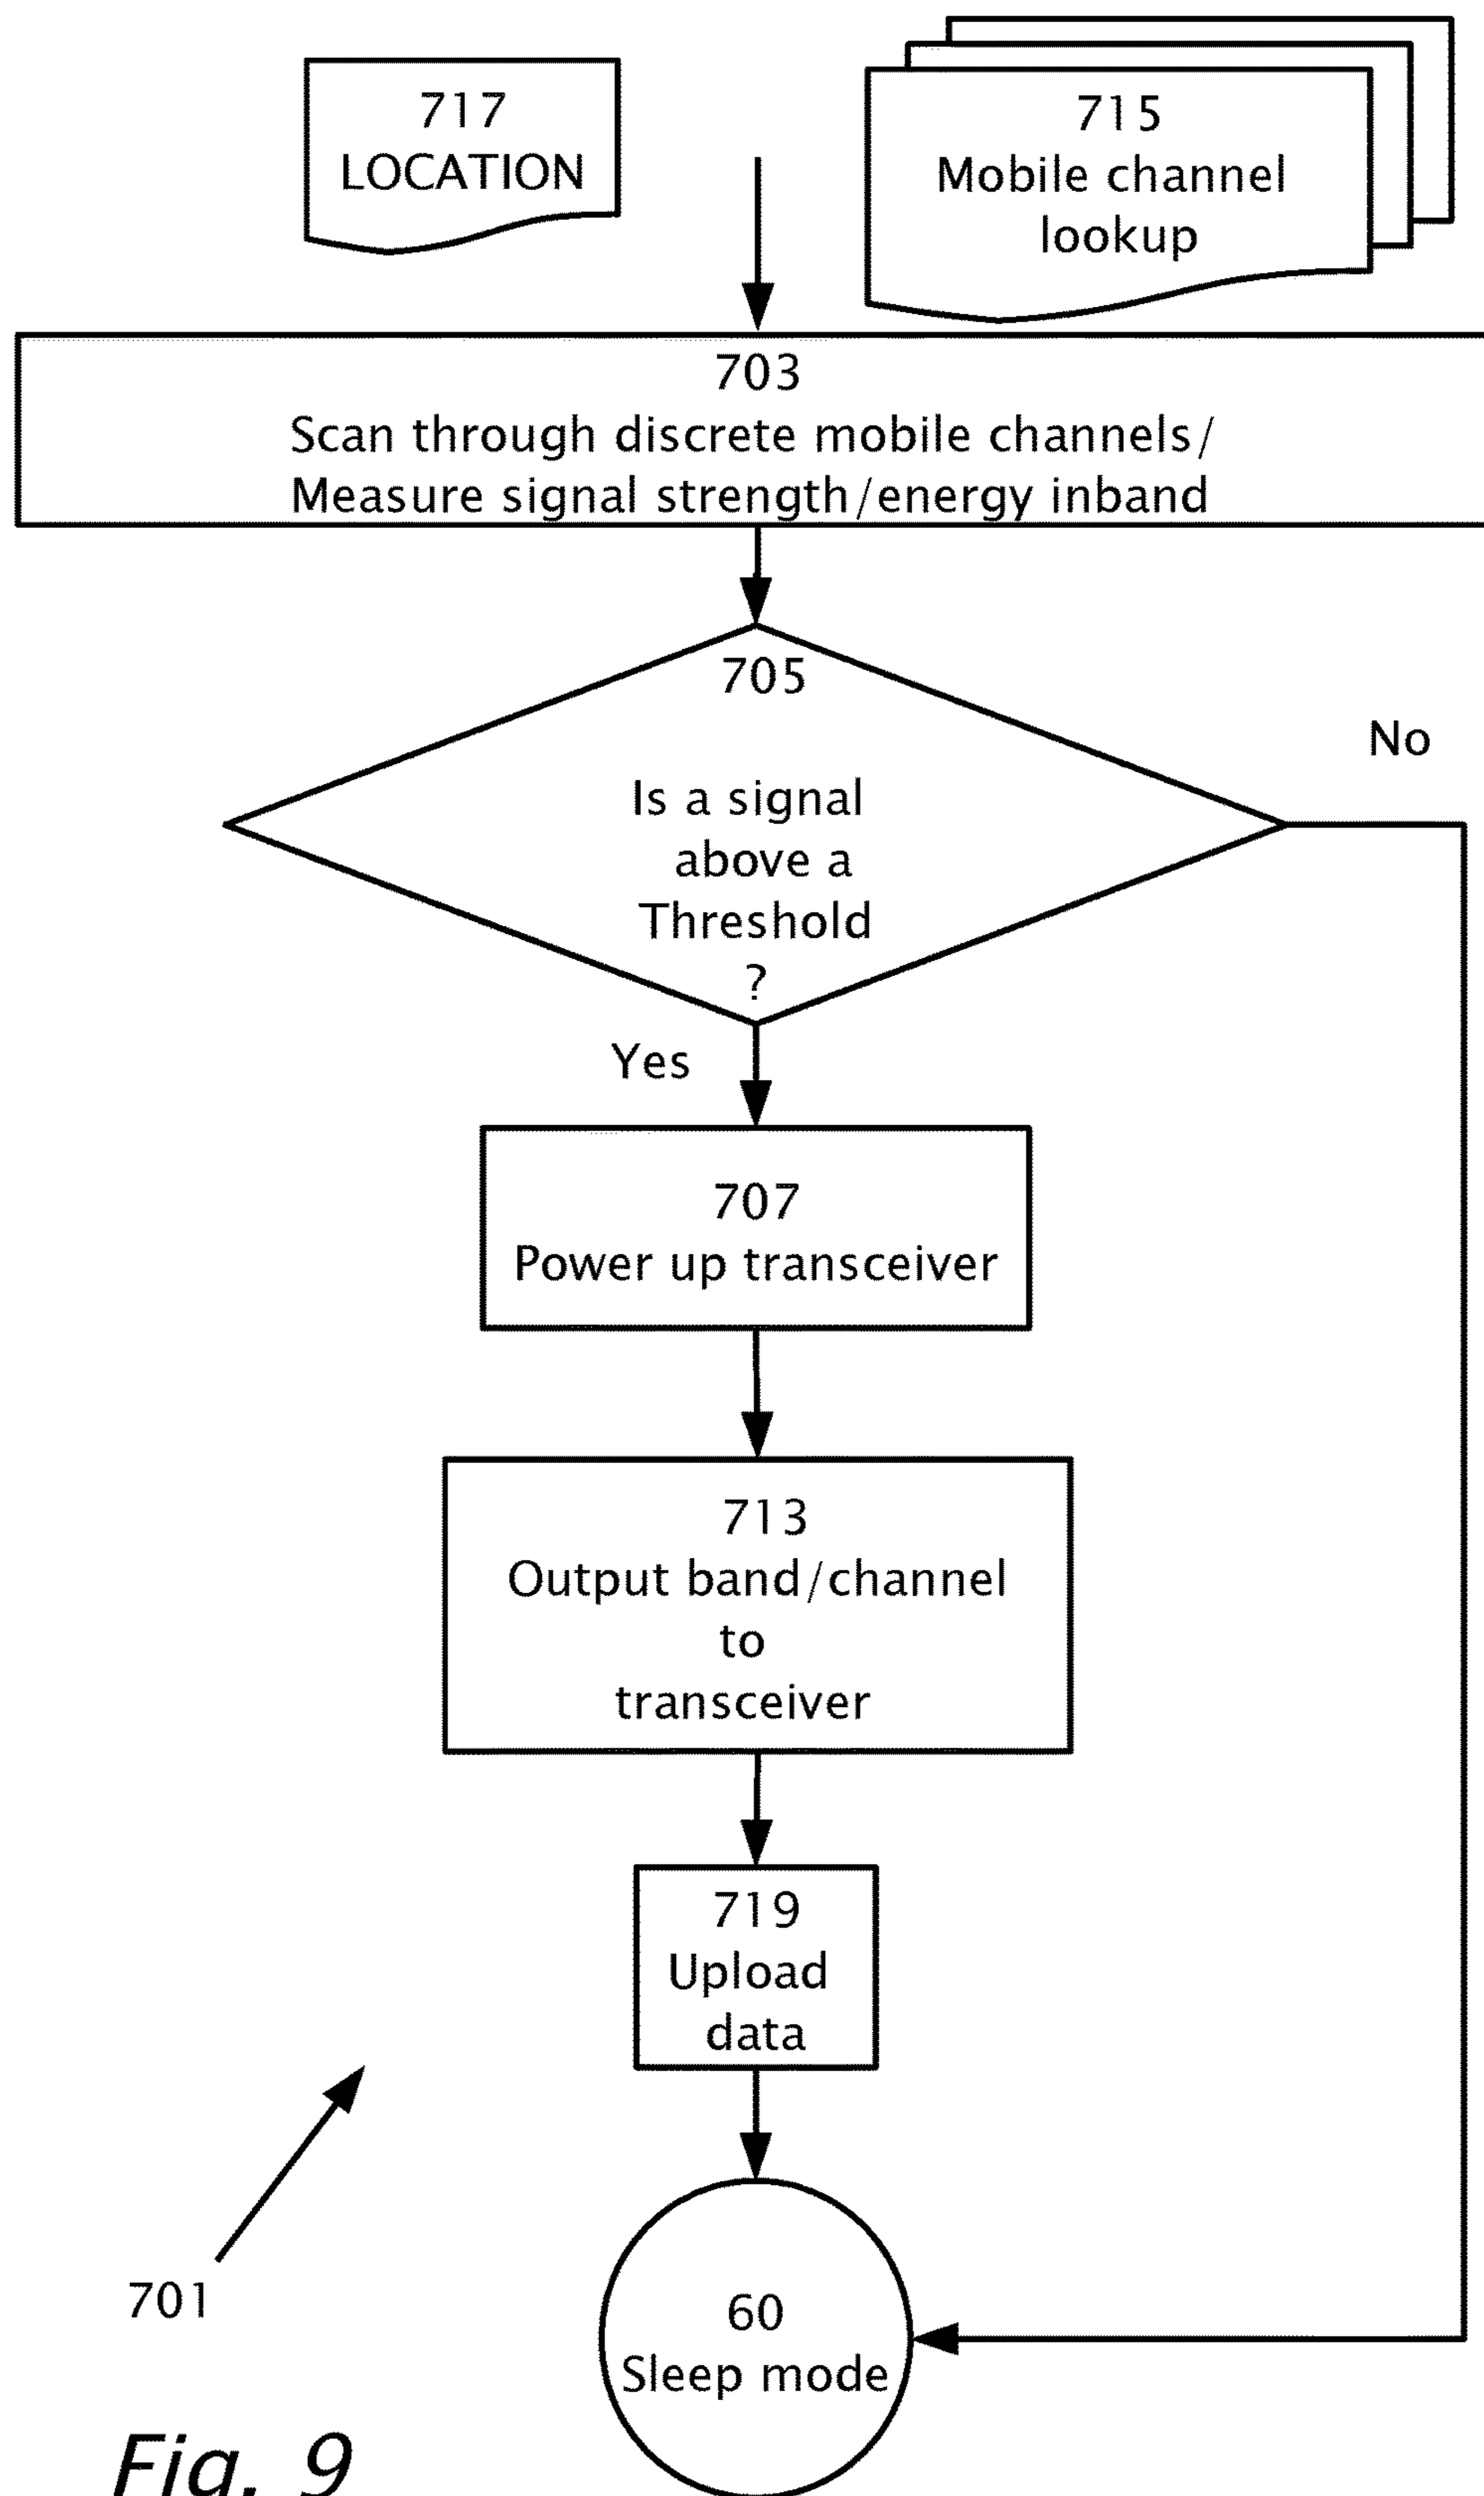 717
LOCATION
715
Mobile channel
lookup
703
Scan through discrete mobile channels/
Measure signal strength/energy inband
705
No
Is a signal
above a
Threshold
?
Yes
707
Power up transceiver
713
Output band/channel
to
transceiver
719
Upload
data
701
60
Sleep mode
Fig. 9